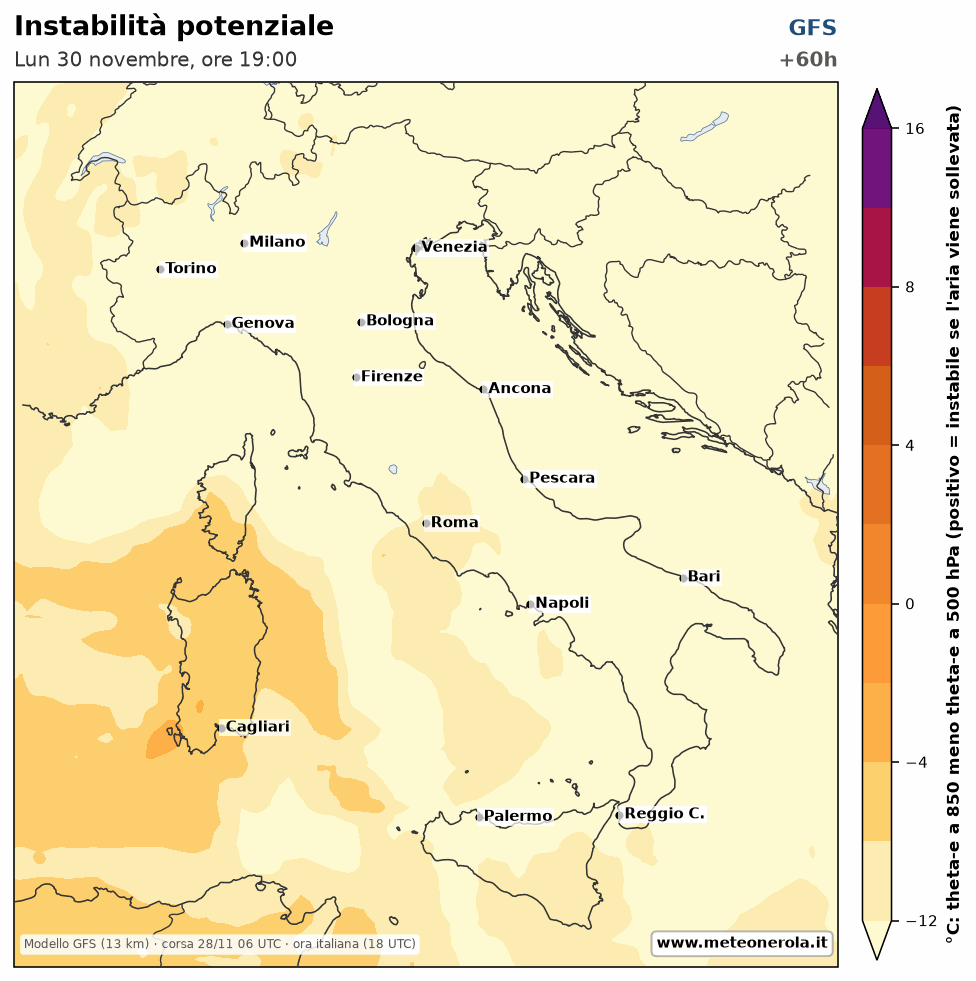 Instabilità potenziale
GFS
Lun 30 novembre, ore 19:00
+60h
Milano
Venezia
Torino
Genova
Bologna
Firenze
Ancona
Pescara
Roma
Bari
Napoli
Cagliari
Palermo
Reggio C.
Modello GFS (13 km) · corsa 28/11 06 UTC · ora italiana (18 UTC)
www.meteonerola.it
16
8
4
0
−4
−12
°C: theta-e a 850 meno theta-e a 500 hPa (positivo = instabile se l'aria viene sollevata)